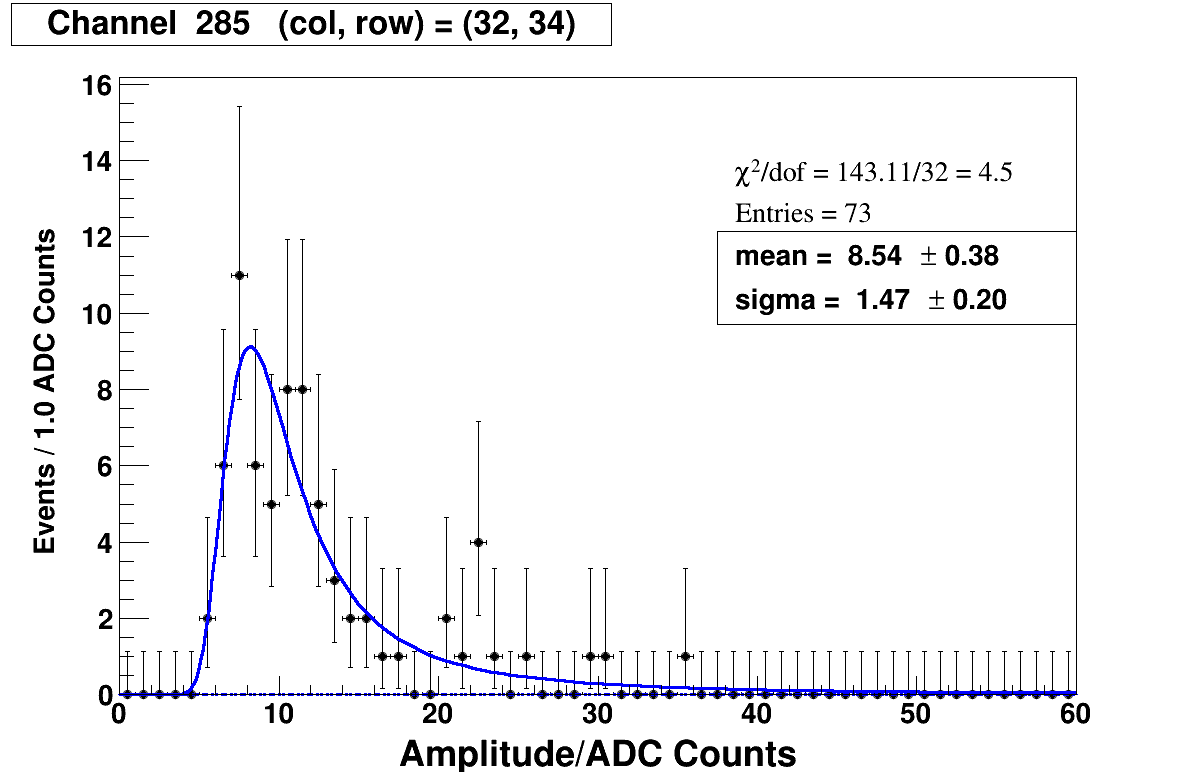 Channel 285 (col, row) = (32, 34)
χ²/dof = 143.11/32 = 4.5
Entries = 73
mean = 8.54 ± 0.38
sigma = 1.47 ± 0.20
Events / 1.0 ADC Counts
16
14
12
10
8
6
4
2
0
0 10 20 30 40 50 60
Amplitude/ADC Counts